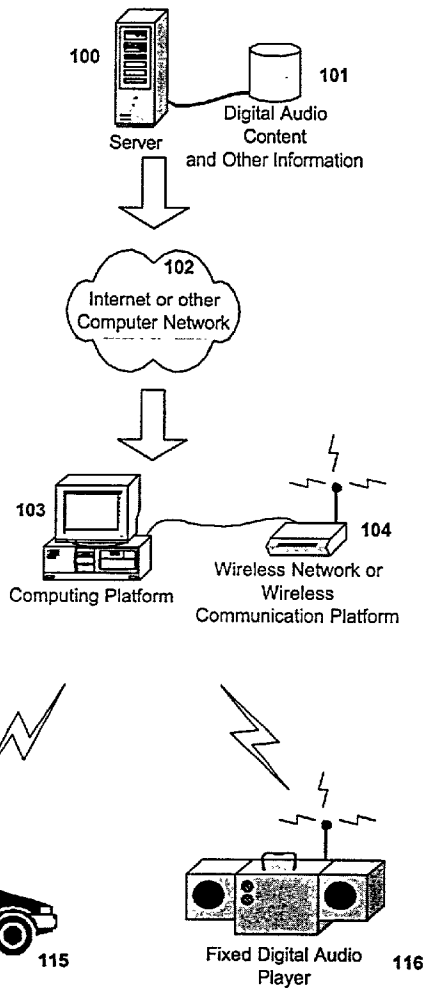 100
101
Server
Digital Audio
Content
and Other Information
102
Internet or other
Computer Network
103
104
Computing Platform
Wireless Network or
Wireless
Communication Platform
115
Fixed Digital Audio
Player
116